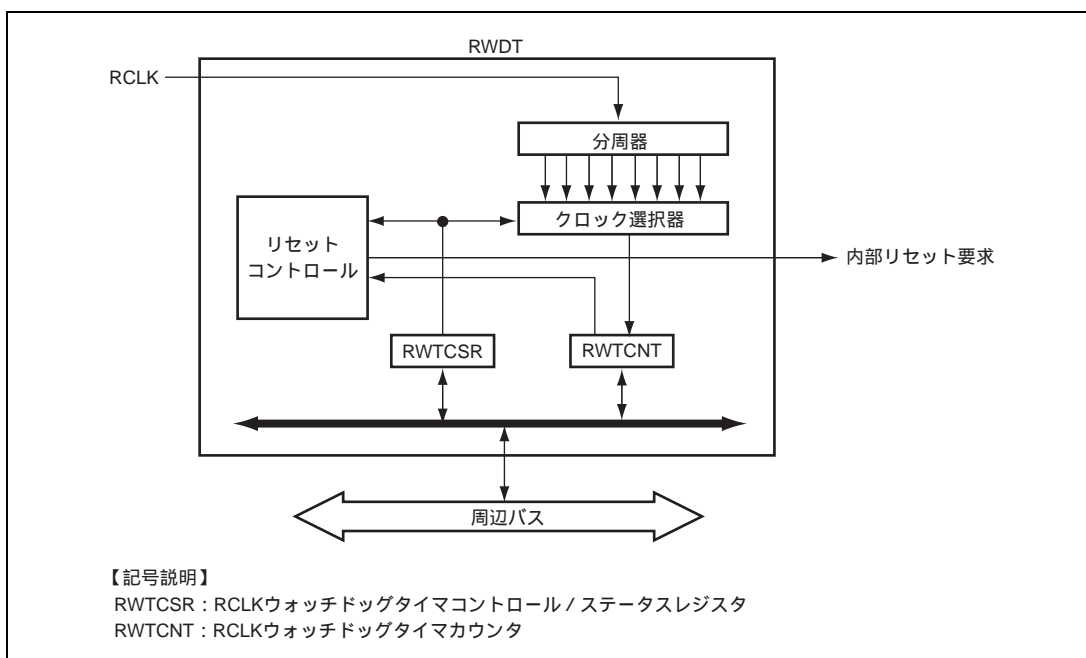 RWDT
RCLK
分周器
クロック選択器
リセット
コントロール
内部リセット要求
RWTCSR
RWTCNT
周辺バス
【記号説明】
RWTCSR：RCLKウォッチドッグタイマコントロール / ステータスレジスタ
RWTCNT：RCLKウォッチドッグタイマカウンタ